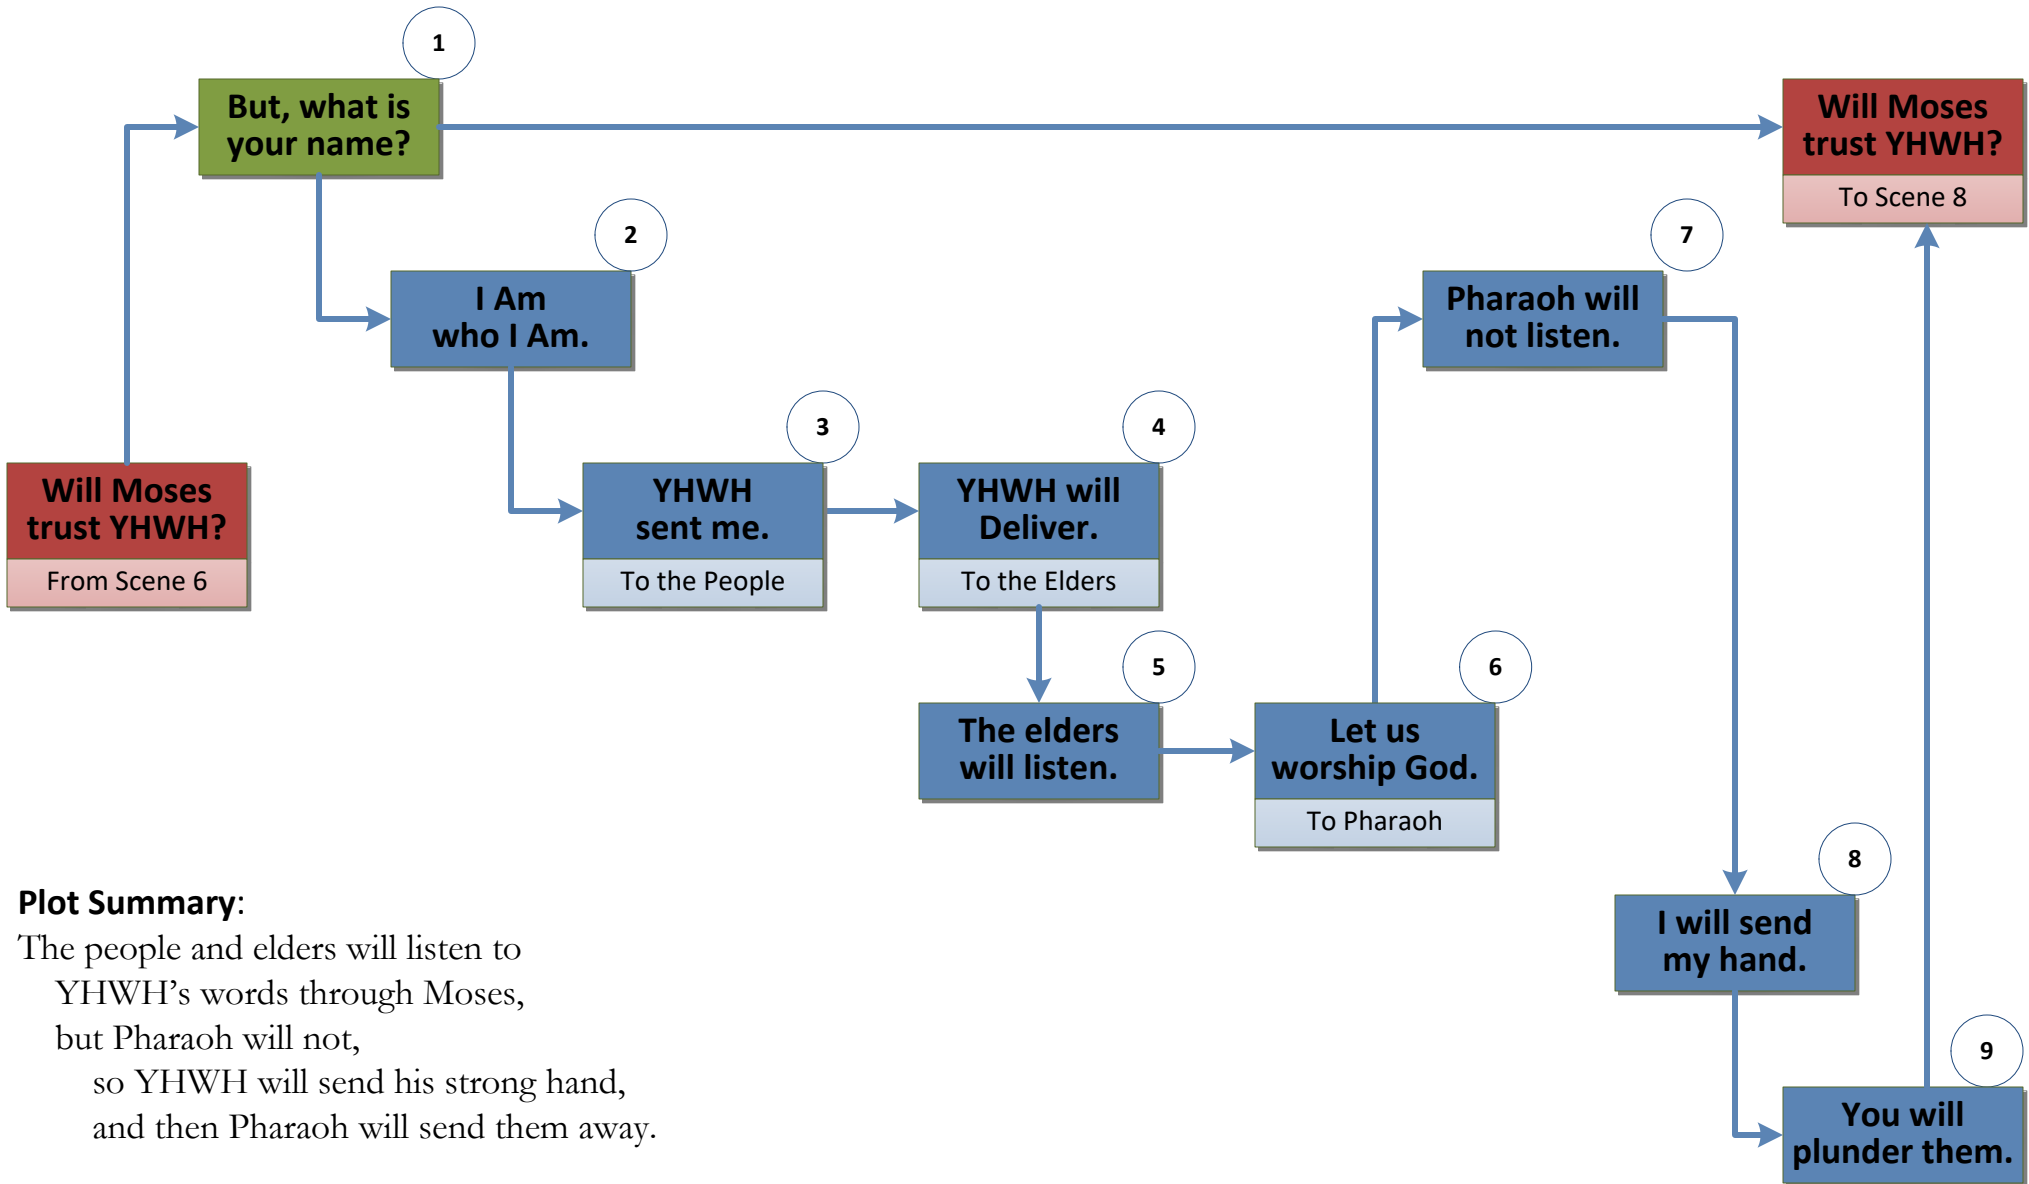 1
But, what is
your name?
Will Moses
trust YHWH?
To Scene 8
2
I Am
who I Am.
7
Pharaoh will
not listen.
Will Moses
trust YHWH?
From Scene 6
3
YHWH
sent me.
To the People
4
YHWH will
Deliver.
To the Elders
5
The elders
will listen.
6
Let us
worship God.
To Pharaoh
8
I will send
my hand.
9
You will
plunder them.
Plot Summary:
The people and elders will listen to
YHWH’s words through Moses,
but Pharaoh will not,
so YHWH will send his strong hand,
and then Pharaoh will send them away.